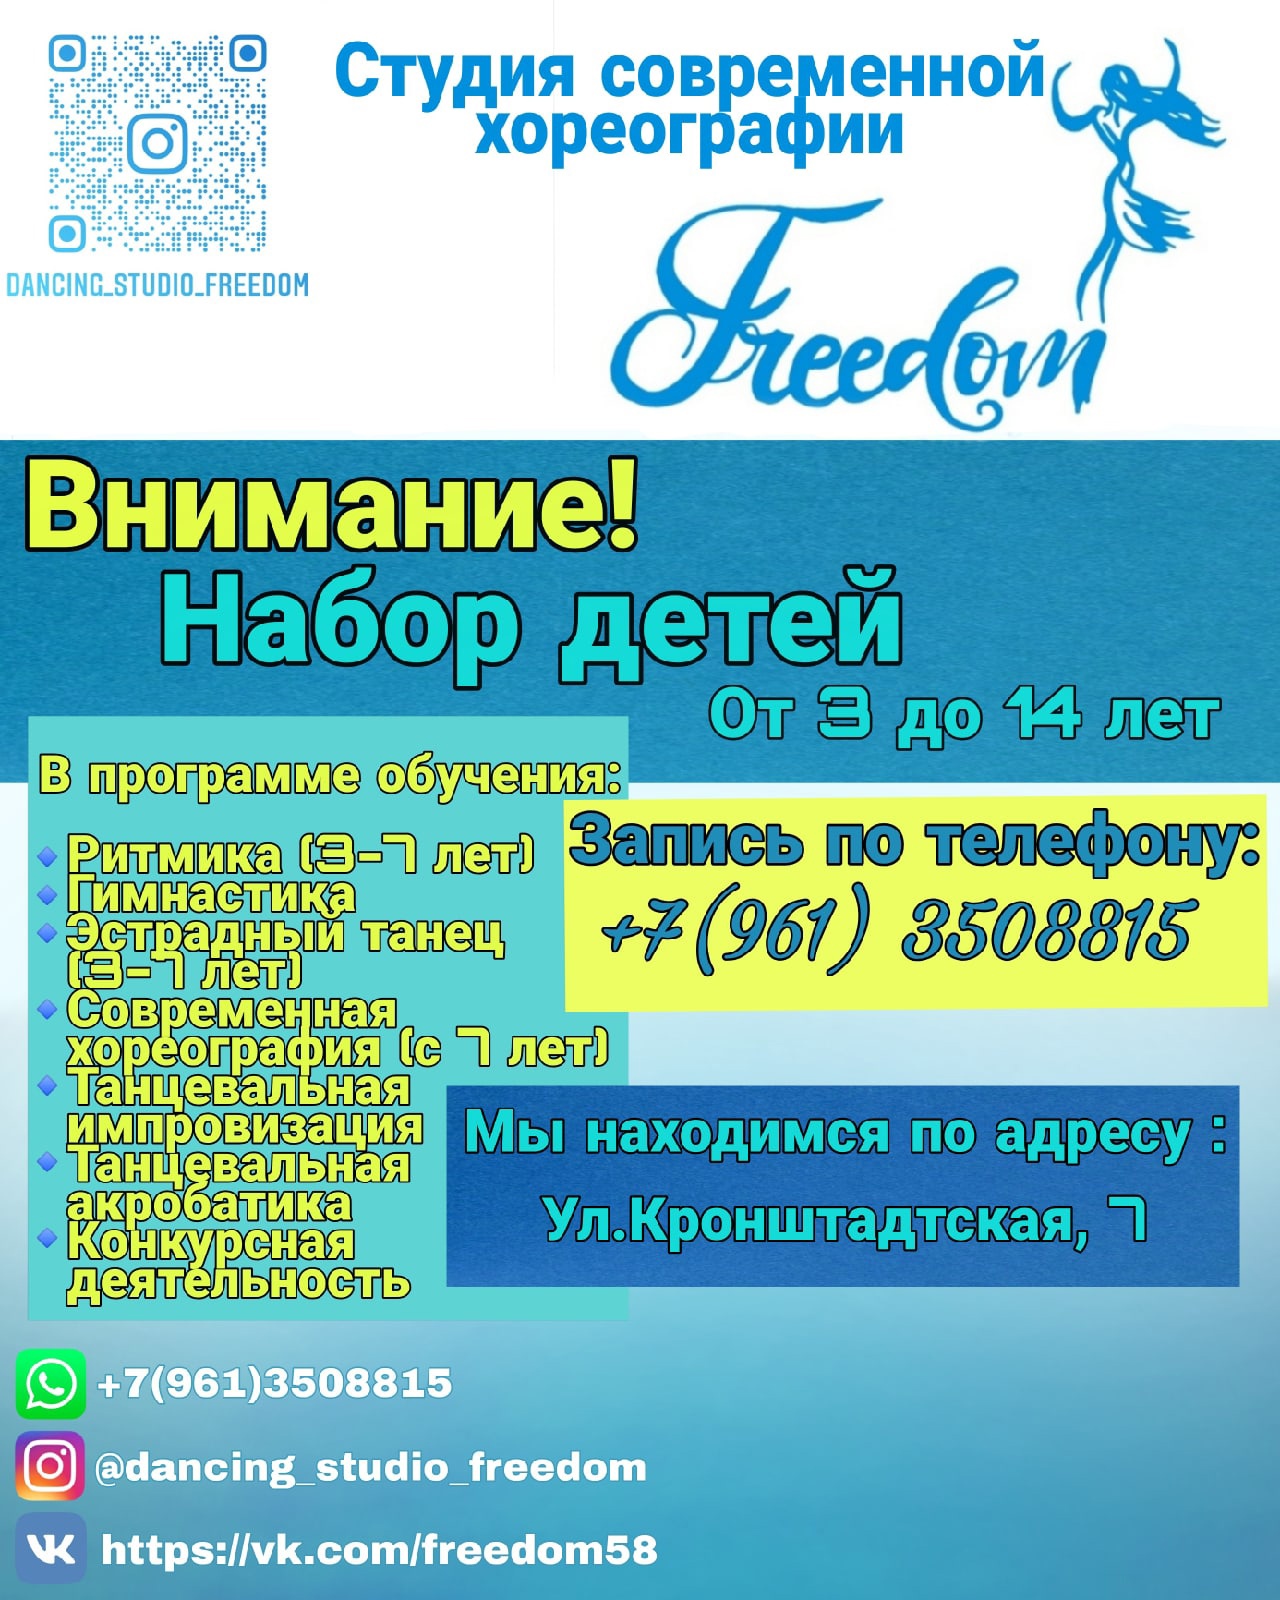 Студия современной
хореографии
Freedom
DANCING_STUDIO_FREEDOM
Внимание!
Набор детей
От 3 до 14 лет
В программе обучения:
Ритмика (3-7 лет)
Гимнастика
Эстрадный танец
(3-7 лет)
Современная
хореография (с 7 лет)
Танцевальная
импровизация
Танцевальная
акробатика
Конкурсная
деятельность
Запись по телефону:
+7(961) 3508815
Мы находимся по адресу :
Ул.Кронштадтская, 7
+7(961)3508815
@dancing_studio_freedom
https://vk.com/freedom58